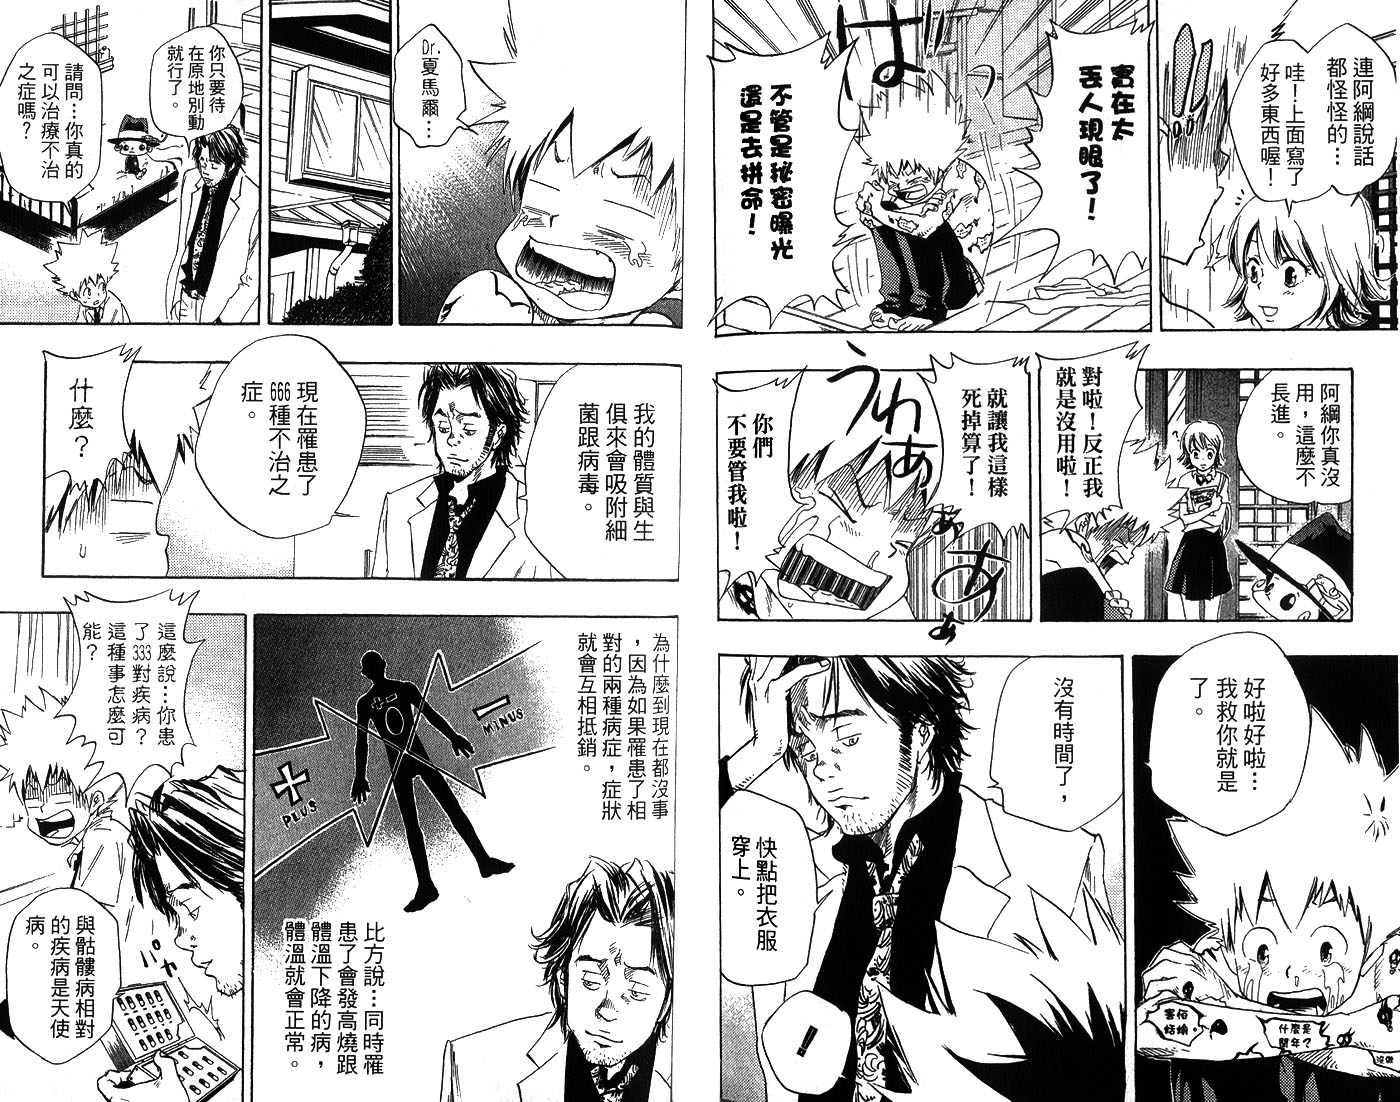 連阿綱說話
都怪怪的…
哇！上面寫了
好多東西喔！
實在太
丟人現眼了！
不管是秘密曝光
還是去拼命！
阿綱你真沒
用，這麼不
長進。
對啦！反正我
就是沒用啦！
就讓我這樣
死掉算了！
你們
不要管我啦！
うわぁあぁあぁ
好啦好啦…
我救你就是
了。
害怕
蟑螂。
什麼是
閏年？
沒有時間了，
快點把衣服
穿上。
！
Dr.夏馬爾…
你只要待
在原地別動
就行了。
請問…你真的
可以治療不治
之症嗎？
我的體質與生
俱來會吸附細
菌跟病毒。
現在罹患了
666種不治之
症。
什麼？
為什麼到現在都沒事
，因為如果罹患了相
對的兩種病症，症狀
就會互相抵銷。
MINUS
PLUS
比方說…同時罹
患了會發高燒跟
體溫下降的病，
體溫就會正常。
這麼說…你患
了333對疾病？
這種事怎麼可
能？
パカ
與骷髏病相對
的疾病是天使
病。